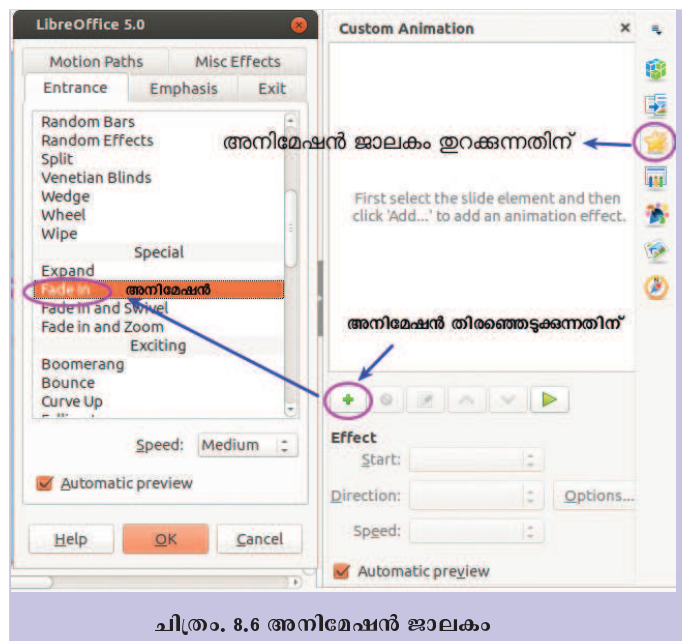 LibreOffice 5.0
Motion Paths Misc Effects
Entrance Emphasis Exit
Random Bars
Random Effects
Split
Venetian Blinds
Wedge
Wheel
Wipe
Special
Expand
Fade in അനിമേഷൻ
Fade in and Swivel
Fade in and Zoom
Exciting
Boomerang
Bounce
Curve Up
Speed: Medium
Automatic preview
Help OK Cancel
Custom Animation
അനിമേഷൻ ജാലകം തുറക്കുന്നതിന്
First select the slide element and then
click 'Add...' to add an animation effect.
അനിമേഷൻ തിരഞ്ഞെടുക്കുന്നതിന്
Effect
Start:
Direction: Options...
Speed:
Automatic preview
ചിത്രം. 8.6 അനിമേഷൻ ജാലകം